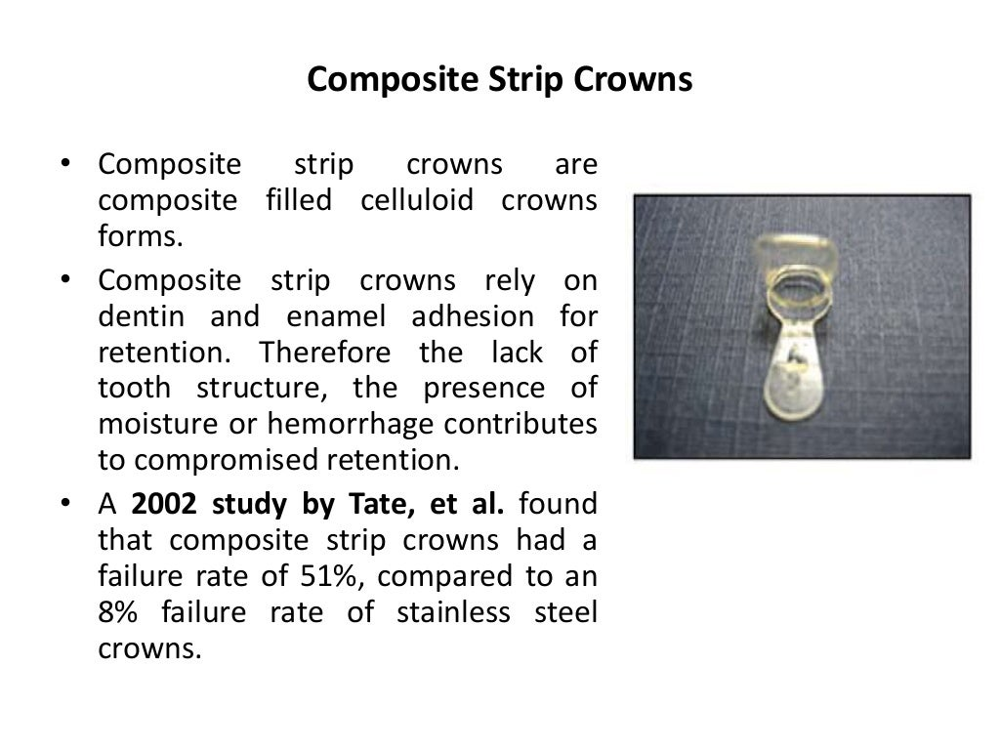 Composite Strip Crowns
• Composite strip crowns are
composite filled celluloid crowns
forms.
• Composite strip crowns rely on
dentin and enamel adhesion for
retention. Therefore the lack of
tooth structure, the presence of
moisture or hemorrhage contributes
to compromised retention.
• A 2002 study by Tate, et al. found
that composite strip crowns had a
failure rate of 51%, compared to an
8% failure rate of stainless steel
crowns.